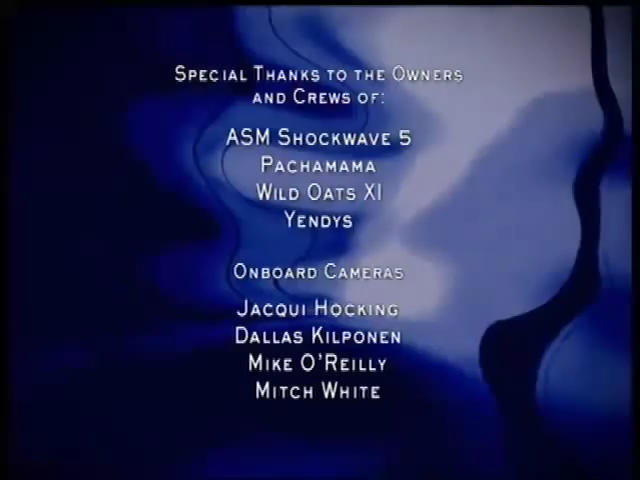 Special Thanks to the Owners
and Crews of:
ASM Shockwave 5
Pachamama
Wild Oats XI
Yendys
Onboard Cameras
Jacqui Hocking
Dallas Kilponen
Mike O'Reilly
Mitch White